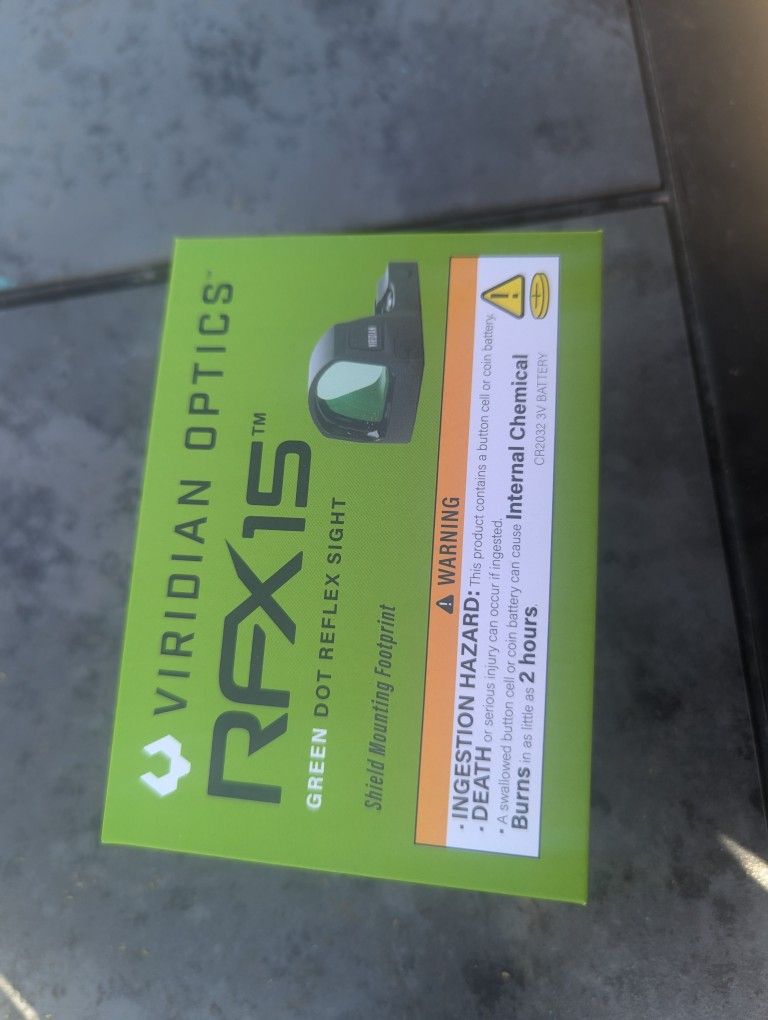 VIRIDIAN OPTICS™
RFX15™
GREEN DOT REFLEX SIGHT
VIRIDIAN
Shield Mounting Footprint
⚠ WARNING
• INGESTION HAZARD: This product contains a button cell or coin battery.
• DEATH or serious injury can occur if ingested.
• A swallowed button cell or coin battery can cause Internal Chemical
Burns in as little as 2 hours.
CR2032 3V BATTERY